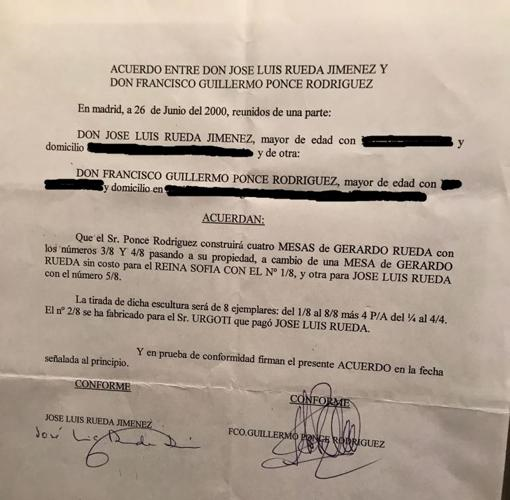 ACUERDO ENTRE DON JOSE LUIS RUEDA JIMENEZ Y
DON FRANCISCO GUILLERMO PONCE RODRIGUEZ
En madrid, a 26 de Junio del 2000, reunidos de una parte:
DON JOSE LUIS RUEDA JIMENEZ, mayor de edad con y
domicilio y de otra:
DON FRANCISCO GUILLERMO PONCE RODRIGUEZ, mayor de edad con
y domicilio en
ACUERDAN:
Que el Sr. Ponce Rodriguez construirá cuatro MESAS de GERARDO RUEDA con
los números 3/8 Y 4/8 pasando a su propiedad, a cambio de una MESA de GERARDO
RUEDA sin costo para el REINA SOFIA CON EL Nº 1/8, y otra para JOSE LUIS RUEDA
con el número 5/8.
La tirada de dicha escultura será de 8 ejemplares: del 1/8 al 8/8 mas 4 P/A del ¼ al 4/4.
El nº 2/8 se ha fabricado para el Sr. URGOTI que pagó JOSE LUIS RUEDA.
Y en prueba de conformidad firman el presente ACUERDO en la fecha
señalada al principio.
CONFORME
CONFORME
JOSE LUIS RUEDA JIMENEZ
FCO.GUILLERMO PONCE RODRIGUEZ